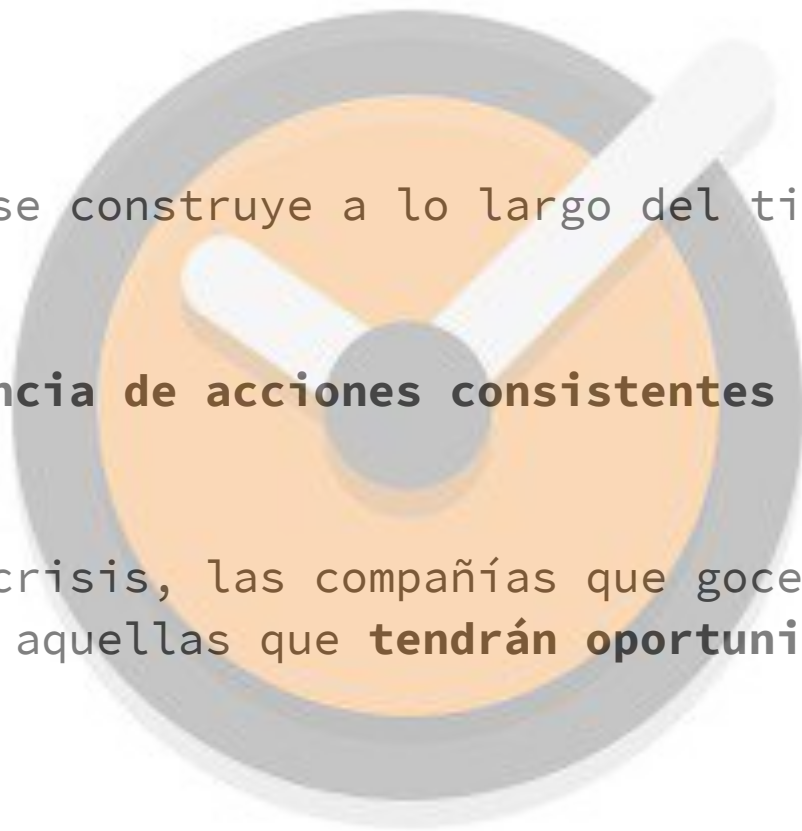 se construye a lo largo del ti
ncia de acciones consistentes
crisis, las compañías que goce
aquellas que tendrán oportuni